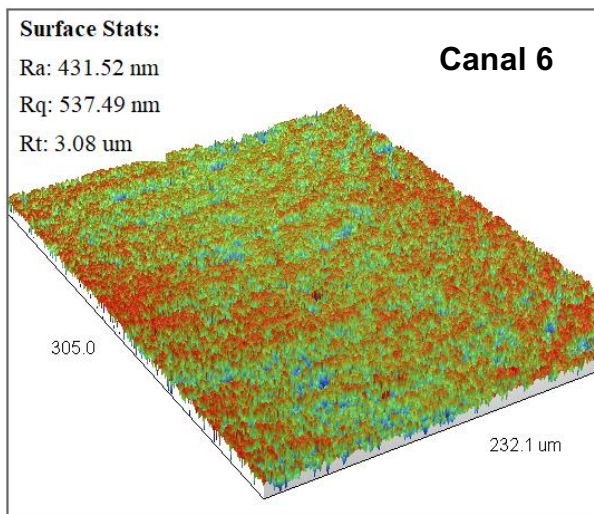 Surface Stats:
Canal 6
Ra: 431.52 nm
Rq: 537.49 nm
Rt: 3.08 um
305.0
232.1 um